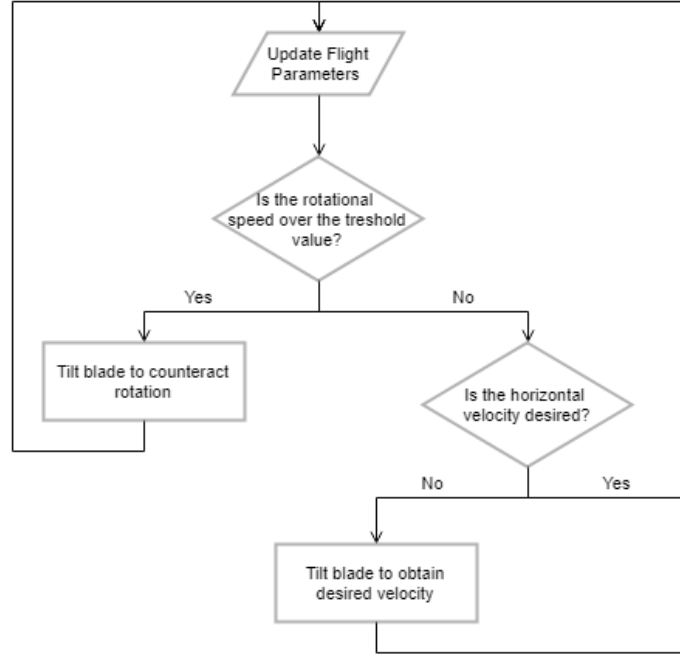 Update Flight
Parameters
Is the rotational
speed over the treshold
value?
Yes
No
Tilt blade to counteract
rotation
Is the horizontal
velocity desired?
No
Yes
Tilt blade to obtain
desired velocity